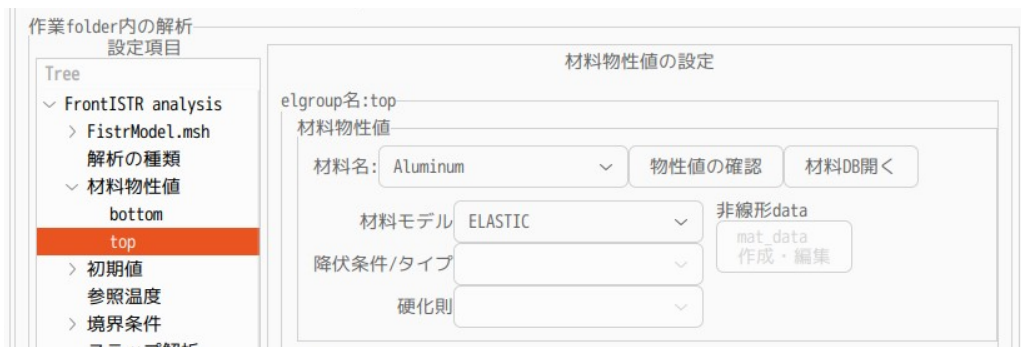 作業folder内の解析
設定項目
Tree
FrontISTR analysis
FistrModel.msh
解析の種類
材料物性値
bottom
top
初期値
参照温度
境界条件
材料物性値の設定
elgroup名:top
材料物性値
材料名: Aluminum 物性値の確認 材料DB開く
材料モデル ELASTIC 非線形data
mat_data
作成・編集
降伏条件/タイプ
硬化則